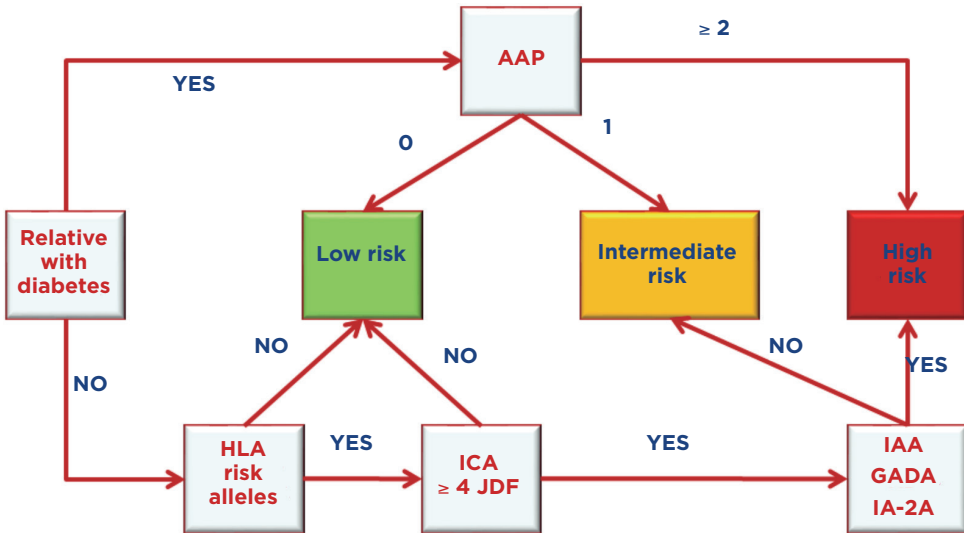 ≥ 2
AAP
YES
1
0
Relative
with
diabetes
Low risk
Intermediate
risk
High
risk
NO
NO
NO
YES
NO
HLA
risk
alleles
YES
ICA
≥ 4 JDF
YES
IAA
GADA
IA-2A